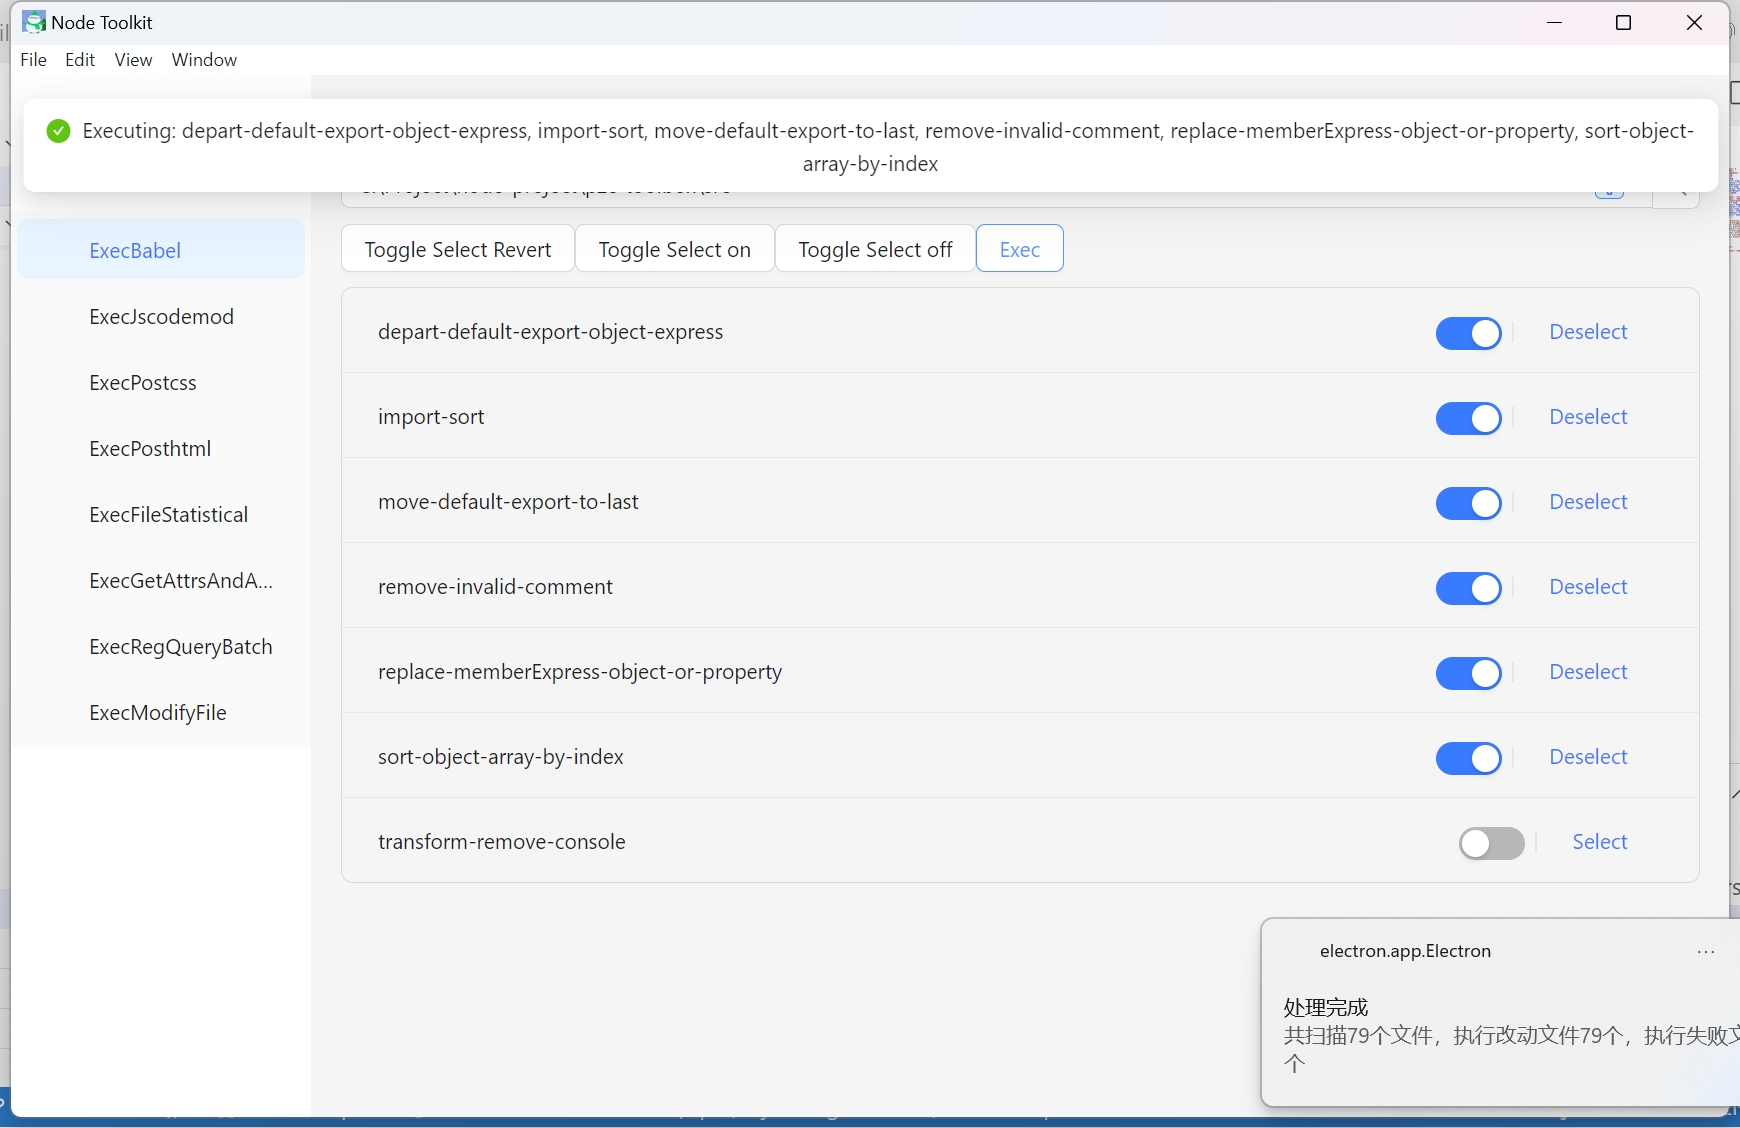 Node Toolkit
File Edit View Window
Executing: depart-default-export-object-express, import-sort, move-default-export-to-last, remove-invalid-comment, replace-memberExpress-object-or-property, sort-object-
array-by-index
Toggle Select Revert Toggle Select on Toggle Select off Exec
ExecBabel
ExecJscodemod
ExecPostcss
ExecPosthtml
ExecFileStatistical
ExecGetAttrsAndA...
ExecRegQueryBatch
ExecModifyFile
depart-default-export-object-express Deselect
import-sort Deselect
move-default-export-to-last Deselect
remove-invalid-comment Deselect
replace-memberExpress-object-or-property Deselect
sort-object-array-by-index Deselect
transform-remove-console Select
electron.app.Electron
处理完成
共扫描79个文件，执行改动文件79个，执行失败文
个